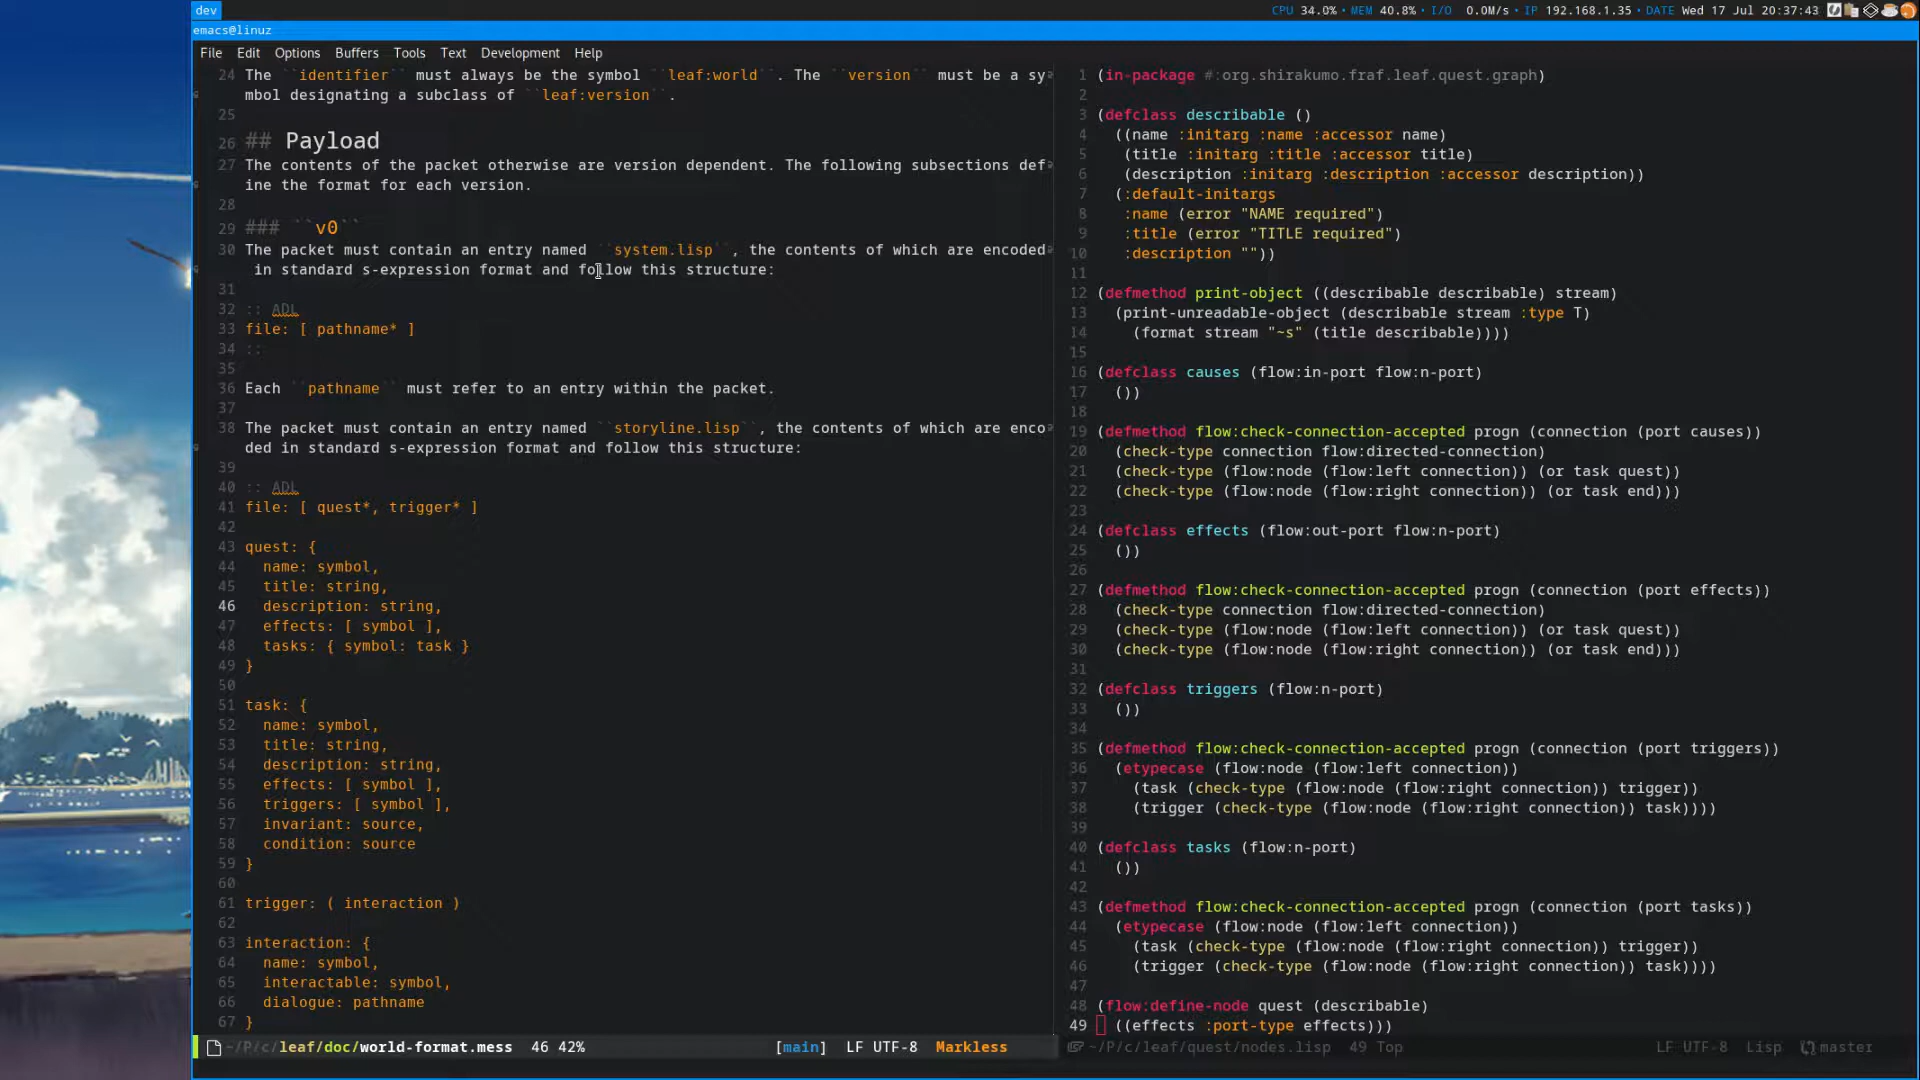 dev
CPU 34.0% • MEM 40.8% • I/O 0.0M/s • IP 192.168.1.35 • DATE Wed 17 Jul 20:37:43
emacs@linuz
File Edit Options Buffers Tools Text Development Help
24 The ``identifier`` must always be the symbol ``leaf:world``. The ``version`` must be a sy
mbol designating a subclass of ``leaf:version``.
25
26 ## Payload
27 The contents of the packet otherwise are version dependent. The following subsections def
ine the format for each version.
28
29 ### ``v0``
30 The packet must contain an entry named ``system.lisp``, the contents of which are encoded
in standard s-expression format and follow this structure:
31
32 :: ADL
33 file: [ pathname* ]
34 ::
35
36 Each ``pathname`` must refer to an entry within the packet.
37
38 The packet must contain an entry named ``storyline.lisp``, the contents of which are enco
ded in standard s-expression format and follow this structure:
39
40 :: ADL
41 file: [ quest*, trigger* ]
42
43 quest: {
44   name: symbol,
45   title: string,
46   description: string,
47   effects: [ symbol ],
48   tasks: { symbol: task }
49 }
50
51 task: {
52   name: symbol,
53   title: string,
54   description: string,
55   effects: [ symbol ],
56   triggers: [ symbol ],
57   invariant: source,
58   condition: source
59 }
60
61 trigger: ( interaction )
62
63 interaction: {
64   name: symbol,
65   interactable: symbol,
66   dialogue: pathname
67 }
~/P/c/leaf/doc/world-format.mess 46 42% [main] LF UTF-8 Markless
1 (in-package #:org.shirakumo.fraf.leaf.quest.graph)
2
3 (defclass describable ()
4   ((name :initarg :name :accessor name)
5    (title :initarg :title :accessor title)
6    (description :initarg :description :accessor description))
7   (:default-initargs
8    :name (error "NAME required")
9    :title (error "TITLE required")
10    :description ""))
11
12 (defmethod print-object ((describable describable) stream)
13   (print-unreadable-object (describable stream :type T)
14     (format stream "~s" (title describable))))
15
16 (defclass causes (flow:in-port flow:n-port)
17   ())
18
19 (defmethod flow:check-connection-accepted progn (connection (port causes))
20   (check-type connection flow:directed-connection)
21   (check-type (flow:node (flow:left connection)) (or task quest))
22   (check-type (flow:node (flow:right connection)) (or task end)))
23
24 (defclass effects (flow:out-port flow:n-port)
25   ())
26
27 (defmethod flow:check-connection-accepted progn (connection (port effects))
28   (check-type connection flow:directed-connection)
29   (check-type (flow:node (flow:left connection)) (or task quest))
30   (check-type (flow:node (flow:right connection)) (or task end)))
31
32 (defclass triggers (flow:n-port)
33   ())
34
35 (defmethod flow:check-connection-accepted progn (connection (port triggers))
36   (etypecase (flow:node (flow:left connection))
37     (task (check-type (flow:node (flow:right connection)) trigger))
38     (trigger (check-type (flow:node (flow:right connection)) task))))
39
40 (defclass tasks (flow:n-port)
41   ())
42
43 (defmethod flow:check-connection-accepted progn (connection (port tasks))
44   (etypecase (flow:node (flow:left connection))
45     (task (check-type (flow:node (flow:right connection)) trigger))
46     (trigger (check-type (flow:node (flow:right connection)) task))))
47
48 (flow:define-node quest (describable)
49   ((effects :port-type effects)))
~/P/c/leaf/quest/nodes.lisp 49 Top LF UTF-8 Lisp master